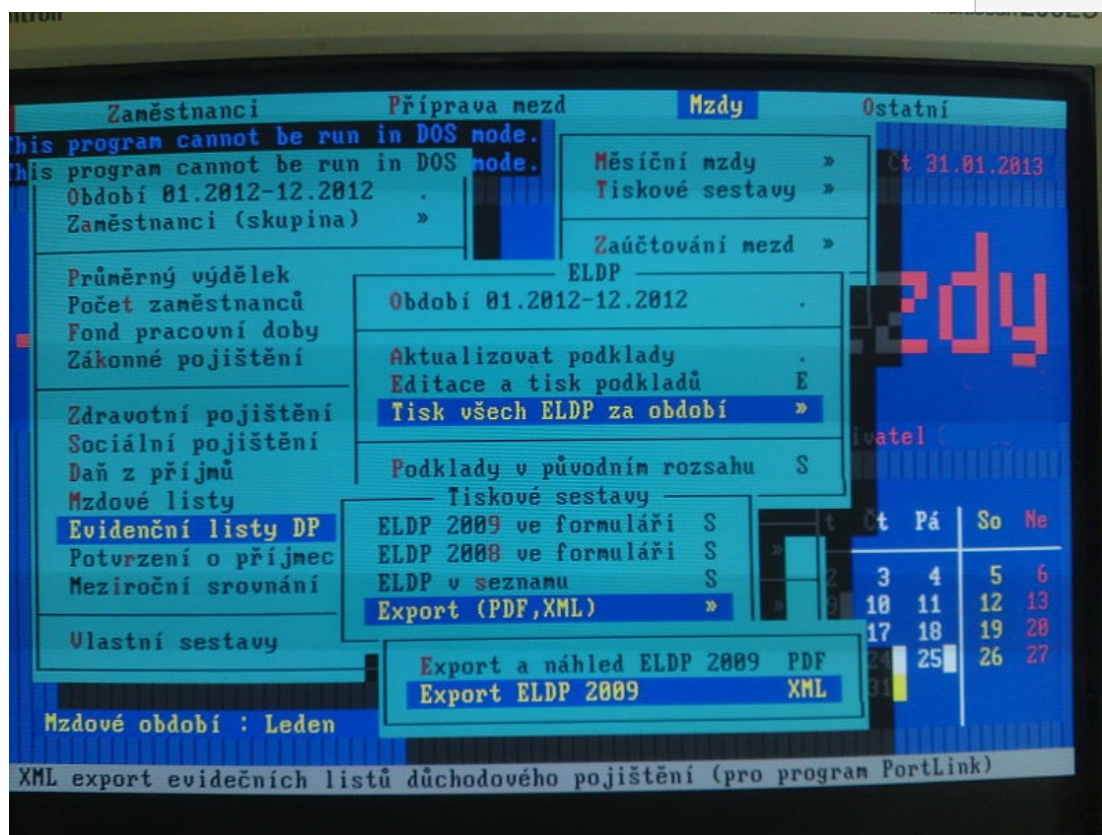 Zaměstnanci Příprava mezd Mzdy Ostatní
This program cannot be run in DOS mode.
This program cannot be run in DOS mode.
Čt 31.01.2013
Období 01.2012-12.2012 .
Zaměstnanci (skupina) »
Průměrný výdělek
Počet zaměstnanců
Fond pracovní doby
Zákonné pojištění
Zdravotní pojištění
Sociální pojištění
Daň z příjmů
Mzdové listy
Evidenční listy DP
Potvrzení o příjmec
Meziroční srovnání
Vlastní sestavy
Měsíční mzdy »
Tiskové sestavy »
Zaúčtování mezd »
ELDP
Období 01.2012-12.2012 .
Aktualizovat podklady .
Editace a tisk podkladů E
Tisk všech ELDP za období »
Podklady v původním rozsahu S
Tiskové sestavy
ELDP 2009 ve formuláři S
ELDP 2008 ve formuláři S
ELDP v seznamu S
Export (PDF,XML) »
Export a náhled ELDP 2009 PDF
Export ELDP 2009 XML
zdy
ivatel
t Čt Pá So Ne
2 3 4 5 6
9 10 11 12 13
17 18 19 20
24 25 26 27
31
Mzdové období : Leden
XML export evidečních listů důchodového pojištění (pro program PortLink)